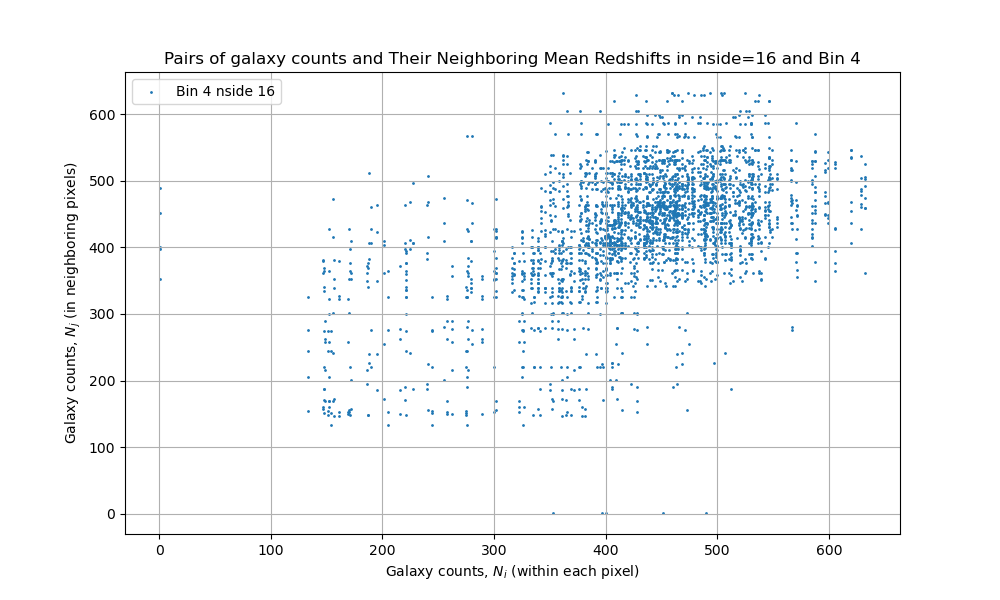 Pairs of galaxy counts and Their Neighboring Mean Redshifts in nside=16 and Bin 4
Bin 4 nside 16
600
500
400
300
200
100
0
Galaxy counts, N_j (in neighboring pixels)
0 100 200 300 400 500 600
Galaxy counts, N_i (within each pixel)